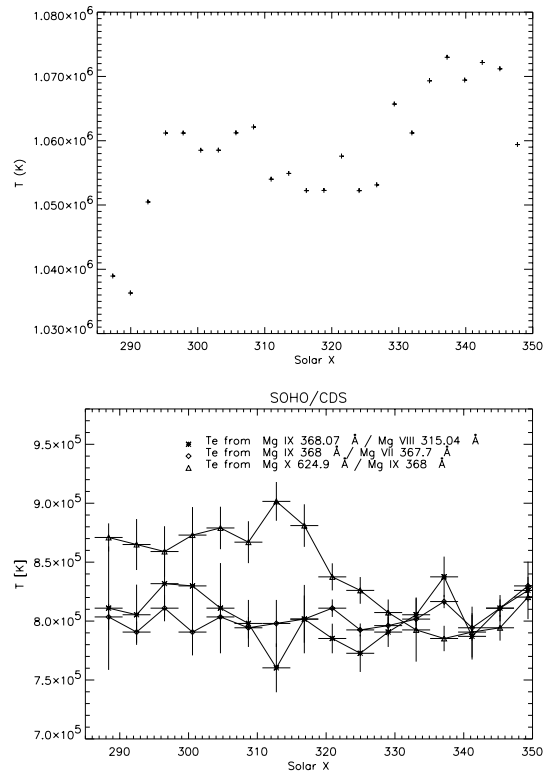 1.080×10⁶
1.070×10⁶
1.060×10⁶
1.050×10⁶
1.040×10⁶
1.030×10⁶
T (K)
290 300 310 320 330 340 350
Solar X
SOHO/CDS
9.5×10⁵
9.0×10⁵
8.5×10⁵
8.0×10⁵
7.5×10⁵
7.0×10⁵
T [K]
Te from Mg IX 368.07 Å / Mg VIII 315.04 Å
Te from Mg IX 368 Å / Mg VII 367.7 Å
Te from Mg X 624.9 Å / Mg IX 368 Å
290 300 310 320 330 340 350
Solar X